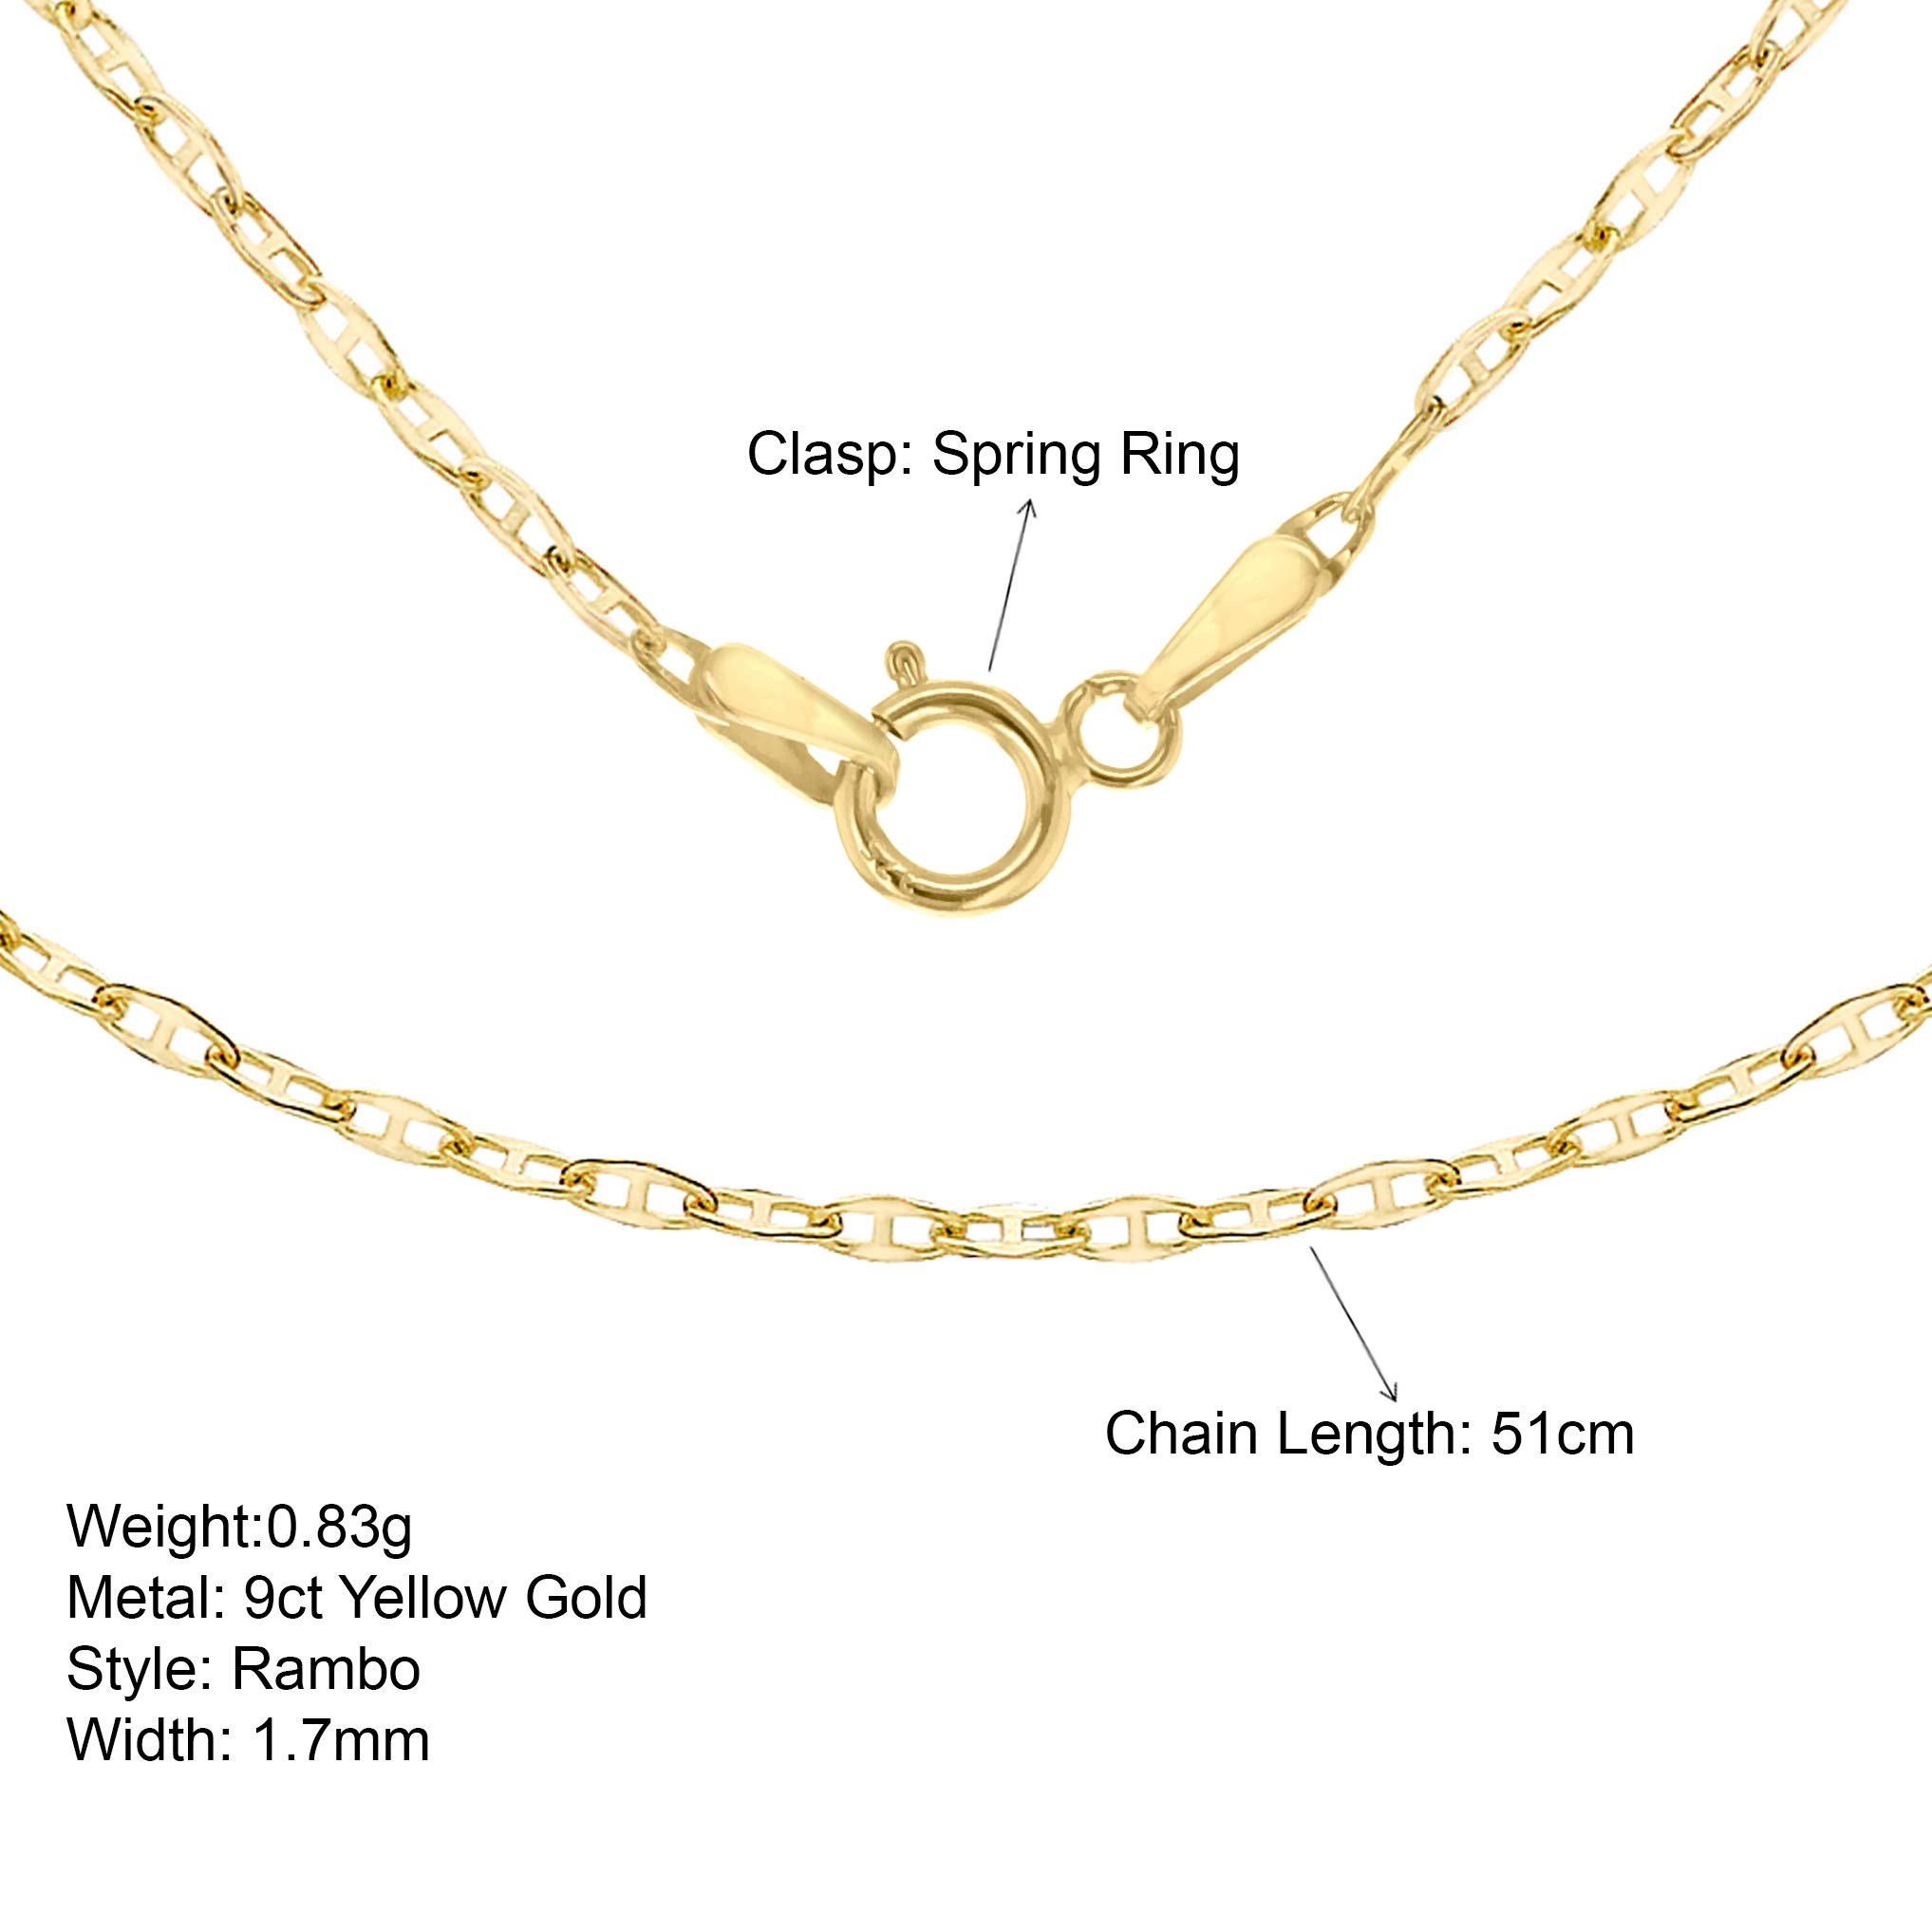 Clasp: Spring Ring
Chain Length: 51cm
Weight:0.83g
Metal: 9ct Yellow Gold
Style: Rambo
Width: 1.7mm